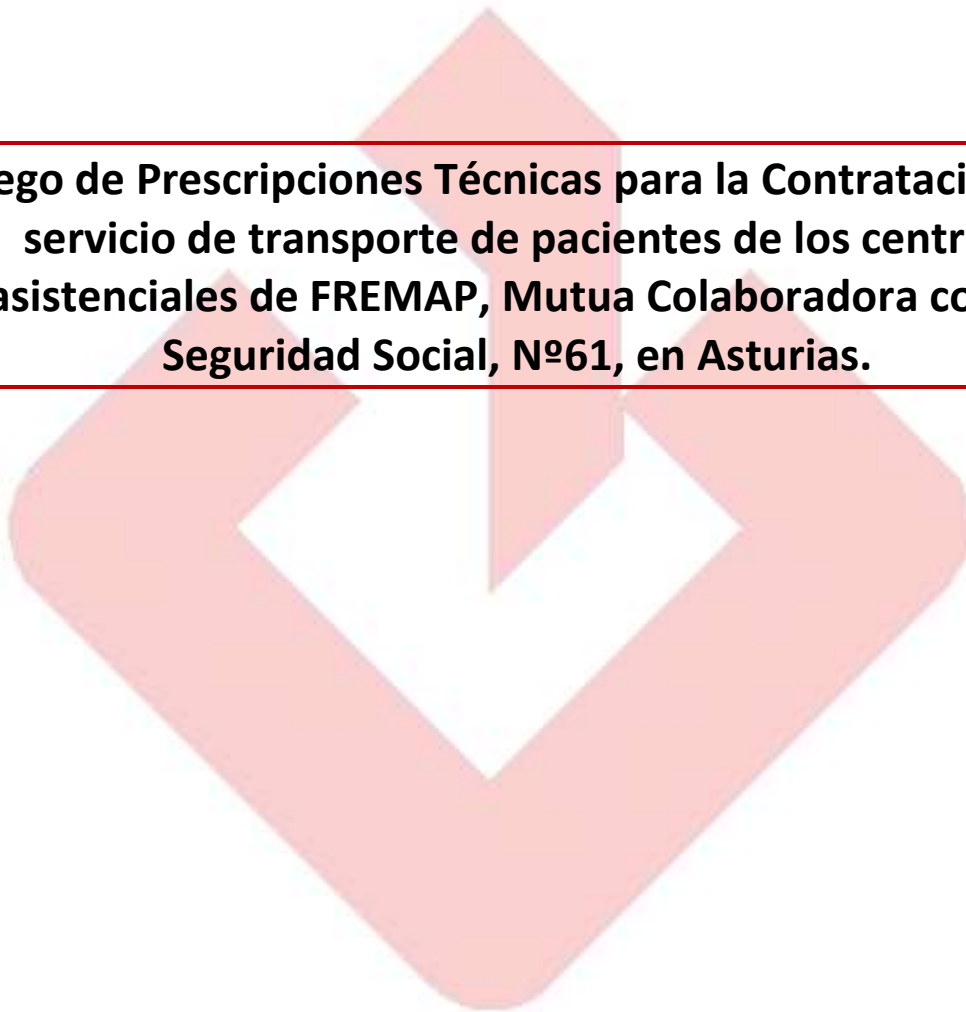 ego de Prescripciones Técnicas para la Contrataci
servicio de transporte de pacientes de los centr
asistenciales de FREMAP, Mutua Colaboradora co
Seguridad Social, Nº61, en Asturias.